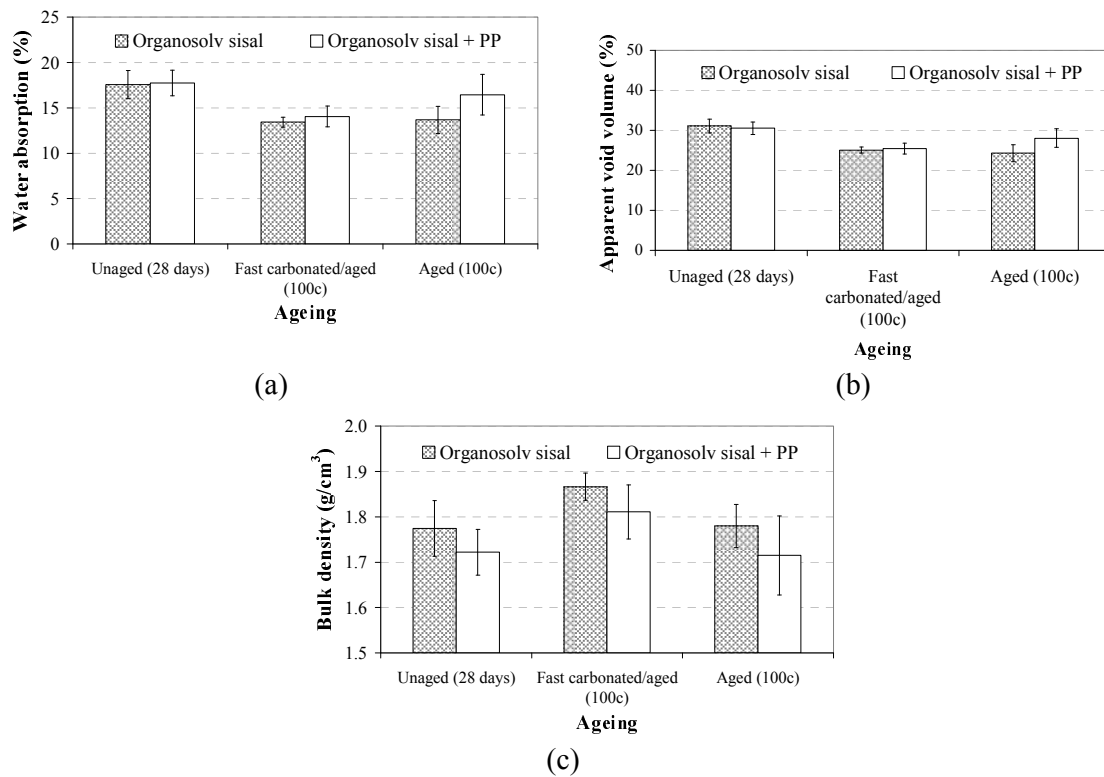 25
20
15
10
5
0
Water absorption (%)
Organosolv sisal
Organosolv sisal + PP
Unaged (28 days)
Fast carbonated/aged
(100c)
Aged (100c)
Ageing
(a)
50
40
30
20
10
0
Apparent void volume (%)
Organosolv sisal
Organosolv sisal + PP
Unaged (28 days)
Fast
carbonated/aged
(100c)
Aged (100c)
Ageing
(b)
2.0
1.9
1.8
1.7
1.6
1.5
Bulk density (g/cm³)
Organosolv sisal
Organosolv sisal + PP
Unaged (28 days)
Fast carbonated/aged
(100c)
Aged (100c)
Ageing
(c)